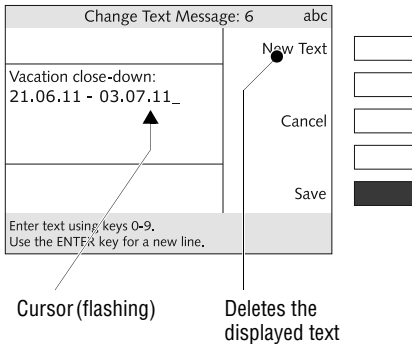 Change Text Message: 6 abc
New Text
Vacation close-down:
21.06.11 - 03.07.11_
Cancel
Save
Enter text using keys 0-9.
Use the ENTER key for a new line.
Cursor (flashing)
Deletes the
displayed text